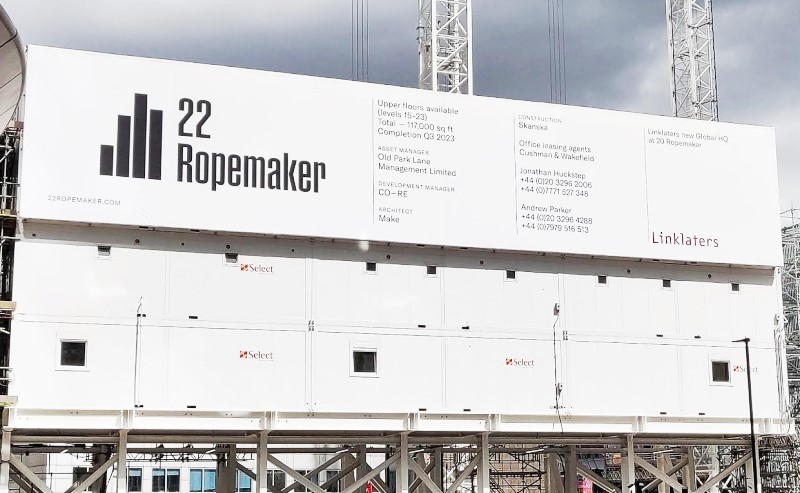 22
Ropemaker
22ROPEMAKER.COM
Upper floors available
(levels 15-23)
Total – 117,000 sq ft
Completion Q3 2023
ASSET MANAGER
Old Park Lane
Management Limited
DEVELOPMENT MANAGER
CO–RE
ARCHITECT
Make
CONSTRUCTION
Skanska
Office leasing agents
Cushman & Wakefield
Jonathan Huckstep
+44 (0)20 3296 2006
+44 (0)7771 527 348
Andrew Parker
+44 (0)20 3296 4288
+44 (0)7979 516 513
Linklaters new Global HQ
at 20 Ropemaker
Linklaters
Select
Select
Select
Select